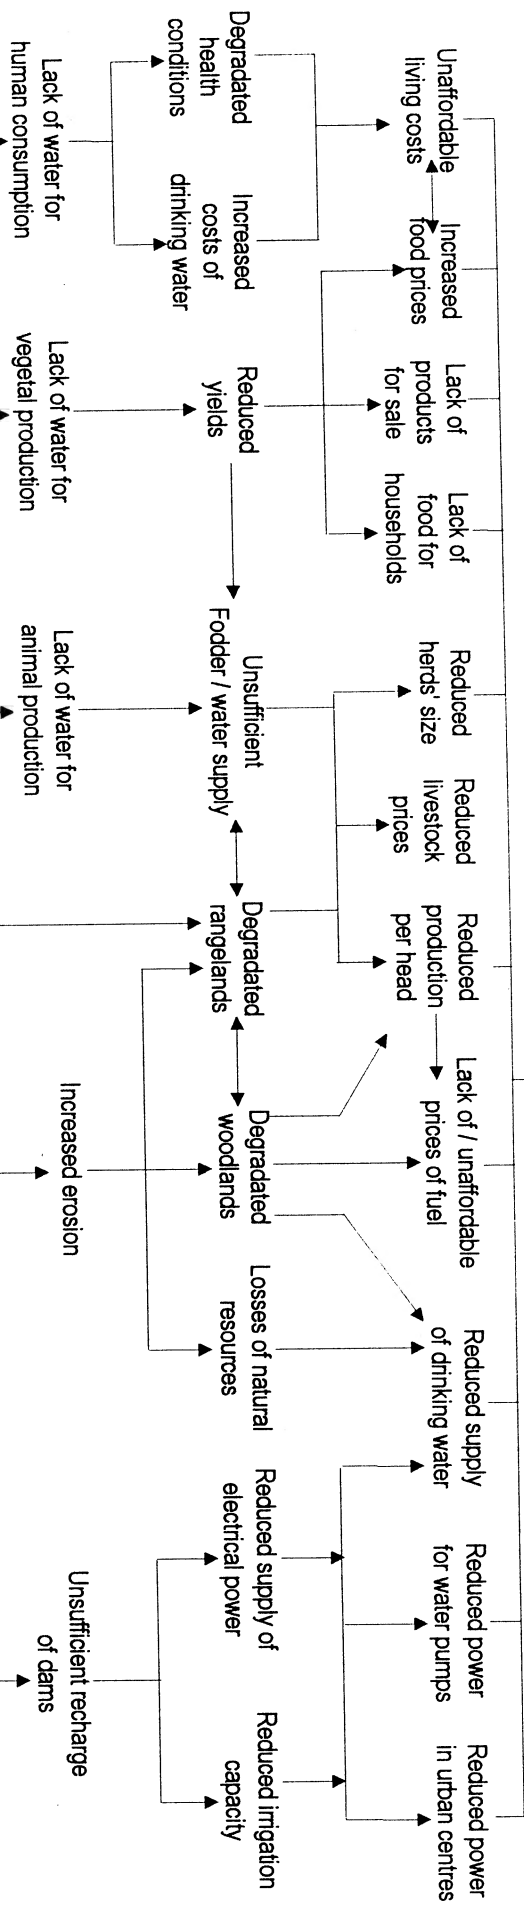 Unaffordable
living costs
Increased
food prices
Lack of
products
for sale
Lack of
food for
households
Reduced
herds' size
Reduced
livestock
prices
Reduced
production
per head
Lack of / unaffordable
prices of fuel
Reduced supply
of drinking water
Reduced power
for water pumps
Reduced power
in urban centres
Degradated
health
conditions
Increased
costs of
drinking water
Reduced
yields
Unsufficient
Fodder / water supply
Degradated
rangelands
Degradated
woodlands
Losses of natural
resources
Reduced supply of
electrical power
Reduced irrigation
capacity
Lack of water for
human consumption
Lack of water for
vegetal production
Lack of water for
animal production
Increased erosion
Unsufficient recharge
of dams